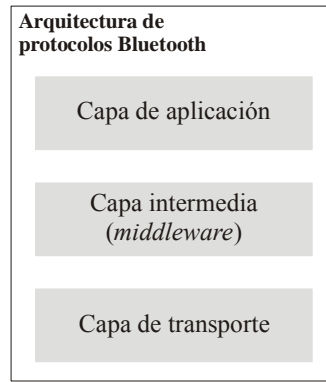 Arquitectura de
protocolos Bluetooth
Capa de aplicación
Capa intermedia
(middleware)
Capa de transporte